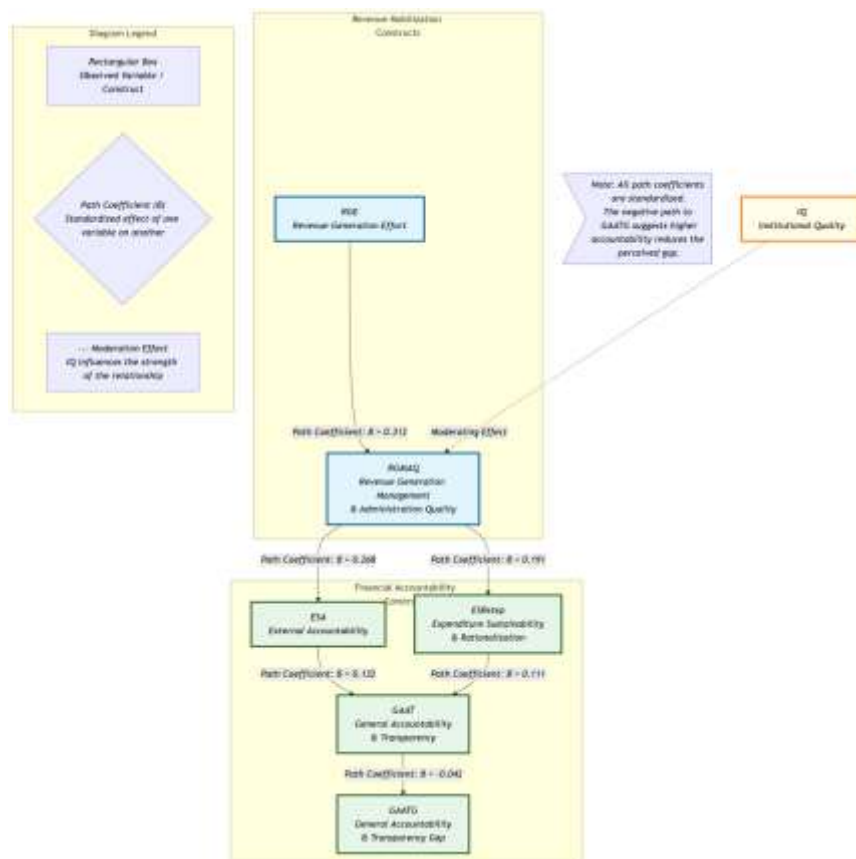 Revenue Mobilization
Constructs
Diagram Legend
Rectangular Box
Observed Variable /
Construct
Path Coefficient (B)
Standardized effect of one
variable on another
--- Moderation Effect
IQ influences the strength
of the relationship
RGE
Revenue Generation Effect
Note: All path coefficients
are standardized.
The negative path to
GAATG suggests higher
accountability reduces the
perceived gap.
IQ
Institutional Quality
Path Coefficient: B = 0.312
Moderating Effect
RGMAQ
Revenue Generation
Management
& Administration Quality
Path Coefficient: B = 0.268
Path Coefficient: B = 0.191
Financial Accountability
ESA
External Accountability
Expenditure Sustainability
& Rationalization
Path Coefficient: B = 0.132
Path Coefficient: B = 0.111
GAAT
General Accountability
& Transparency
Path Coefficient: B = -0.042
GAATG
General Accountability
& Transparency Gap